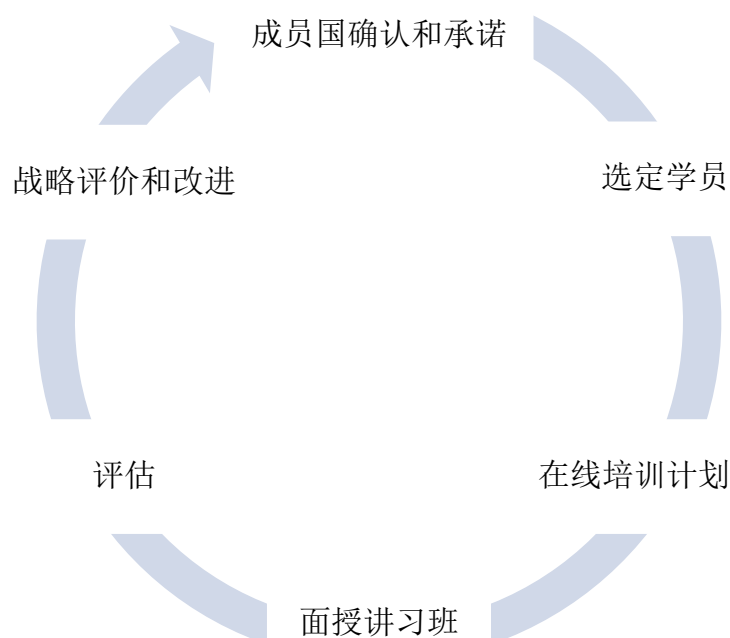 成员国确认和承诺
选定学员
在线培训计划
面授讲习班
评估
战略评价和改进